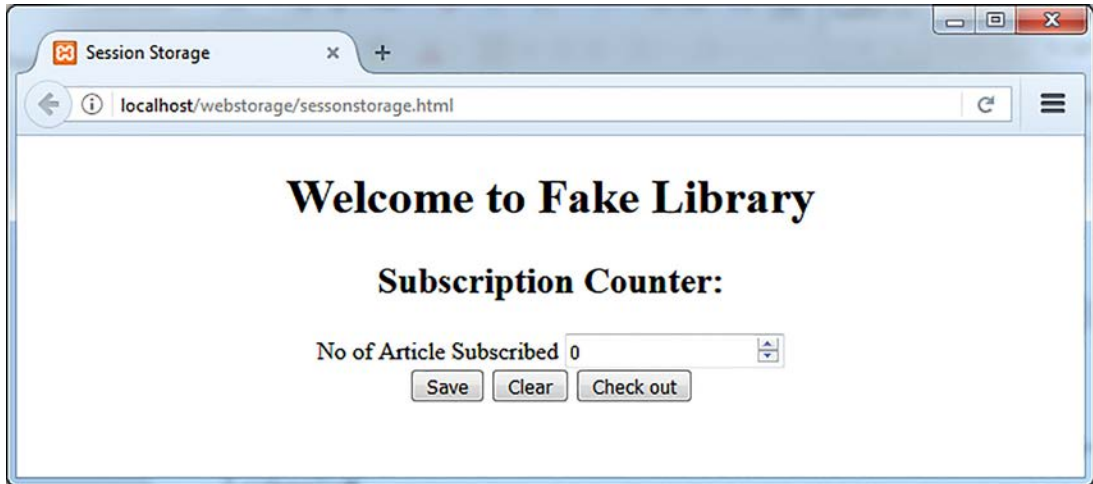 Session Storage
localhost/webstorage/sessonstorage.html
Welcome to Fake Library
Subscription Counter:
No of Article Subscribed 0
Save Clear Check out